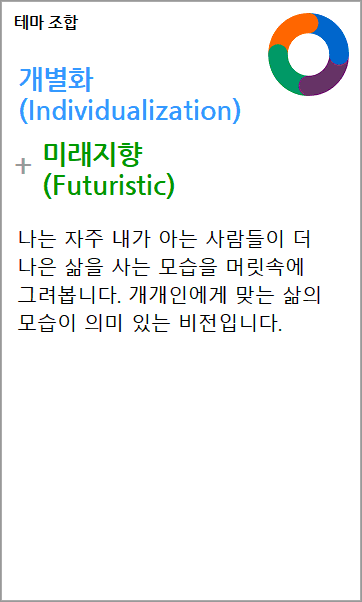 테마 조합
개별화
(Individualization)
+ 미래지향
(Futuristic)
나는 자주 내가 아는 사람들이 더
나은 삶을 사는 모습을 머릿속에
그려봅니다. 개개인에게 맞는 삶의
모습이 의미 있는 비전입니다.